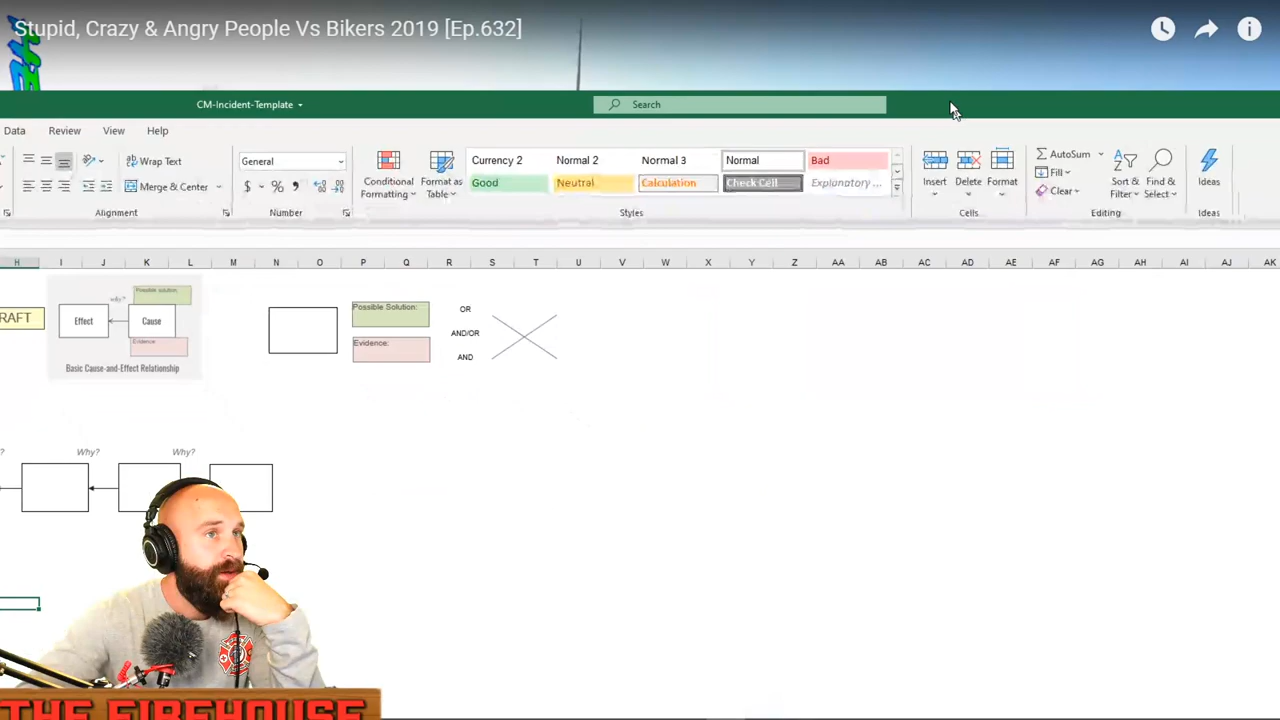 Stupid, Crazy & Angry People Vs Bikers 2019 [Ep.632]
CM-Incident-Template
Search
Data Review View Help
Wrap Text
General
Currency 2 Normal 2 Normal 3 Normal Bad
AutoSum
Merge & Center
$ %
Conditional Formatting
Format as Table
Good Neutral Calculation Check Cell Explanatory ...
Insert Delete Format
Fill
Clear
Sort & Filter
Find & Select
Ideas
Alignment Number Styles Cells Editing Ideas
H I J K L M N O P Q R S T U V W X Y Z AA AB AC AD AE AF AG AH AI AJ AK
RAFT
why?
Possible solution:
Effect
Cause
Evidence:
Basic Cause-and-Effect Relationship
Possible Solution:
Evidence:
OR
AND/OR
AND
? Why? Why?
THE FIREHOUSE